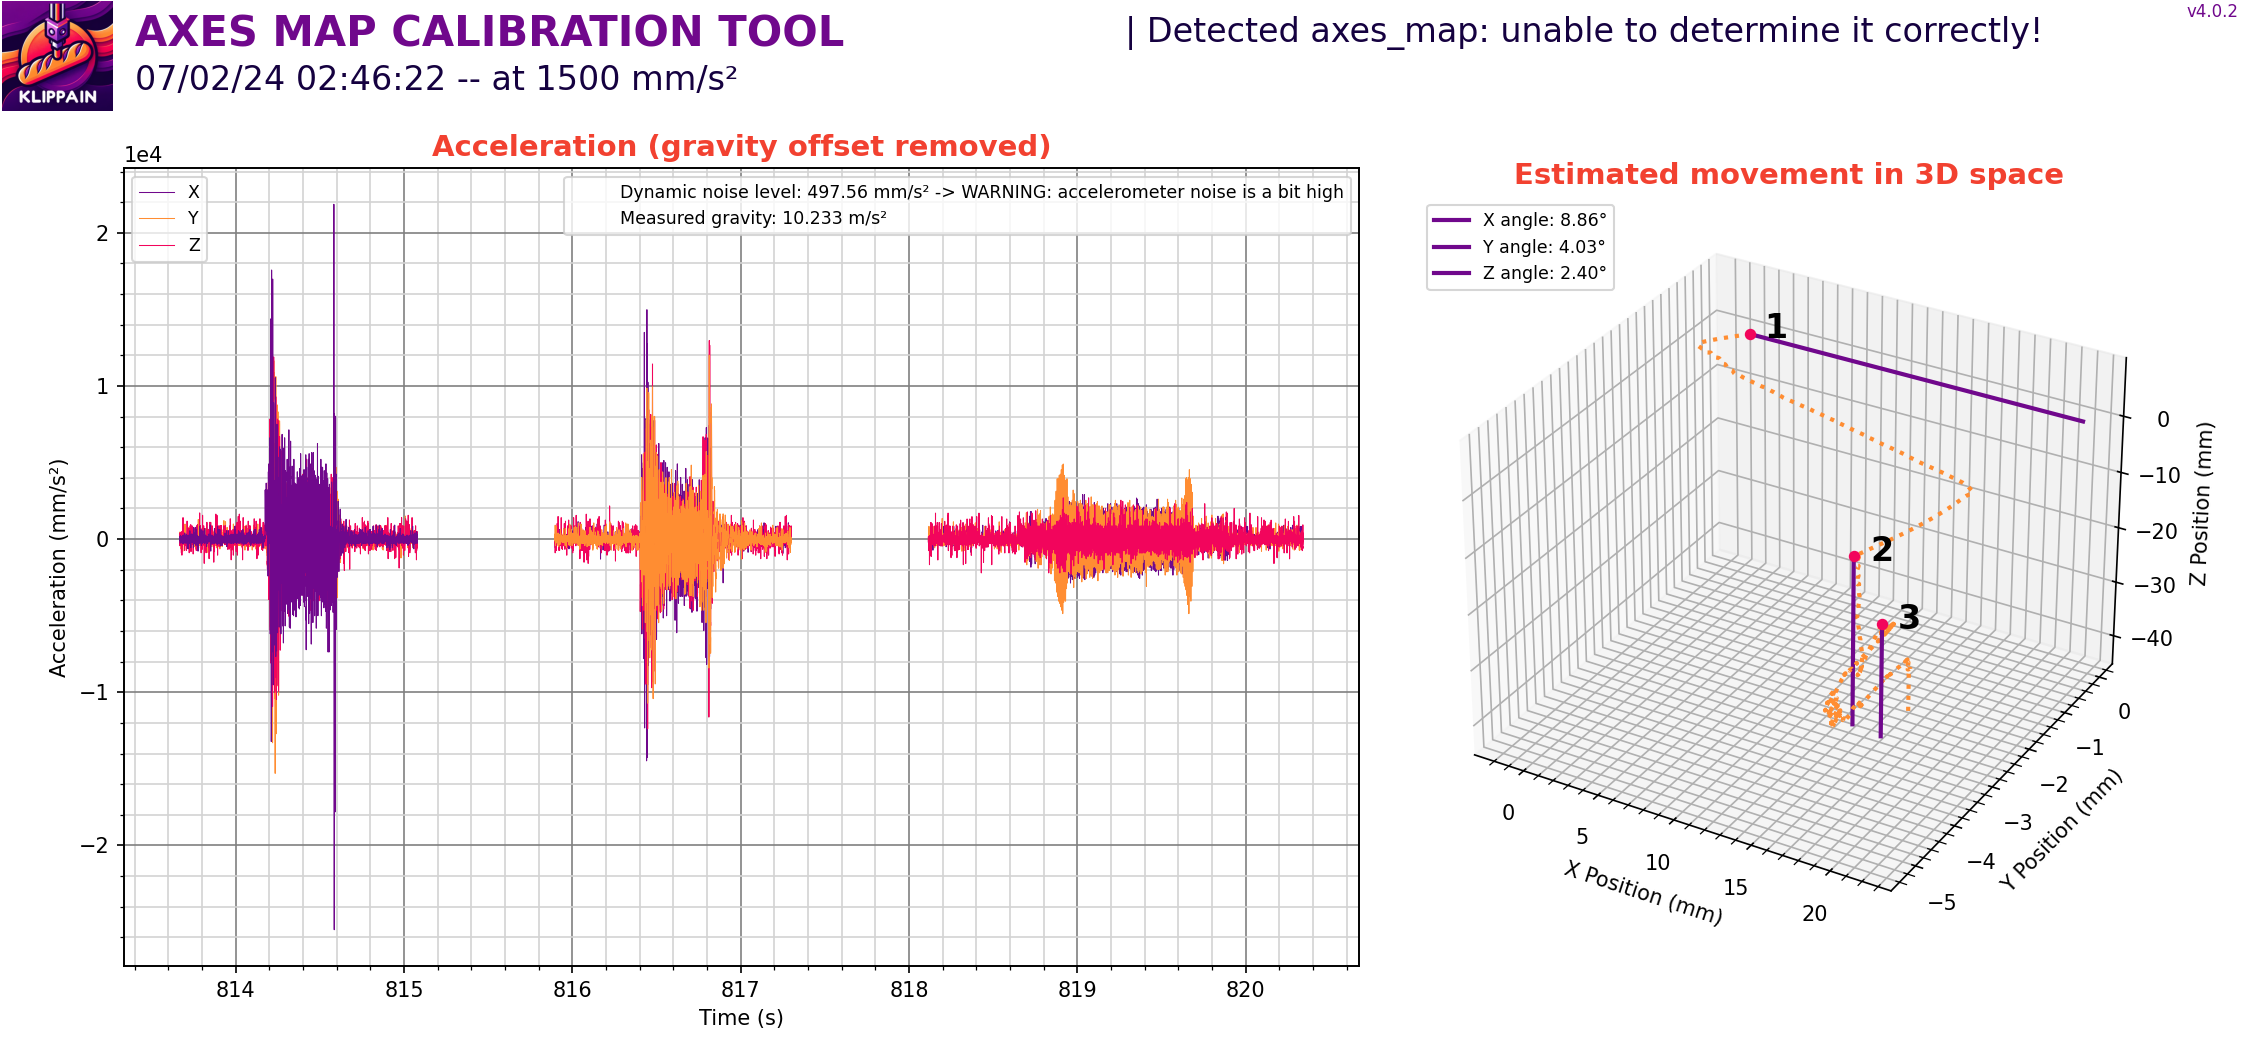 KLIPPAIN
AXES MAP CALIBRATION TOOL
07/02/24 02:46:22 -- at 1500 mm/s²
| Detected axes_map: unable to determine it correctly!
v4.0.2
Acceleration (gravity offset removed)
1e4
X
Y
Z
Dynamic noise level: 497.56 mm/s² -> WARNING: accelerometer noise is a bit high
Measured gravity: 10.233 m/s²
Acceleration (mm/s²)
2
1
0
−1
−2
814 815 816 817 818 819 820
Time (s)
Estimated movement in 3D space
X angle: 8.86°
Y angle: 4.03°
Z angle: 2.40°
1
2
3
0
−10
−20
−30
−40
Z Position (mm)
0
−1
−2
−3
−4
−5
Y Position (mm)
0
5
10
15
20
X Position (mm)